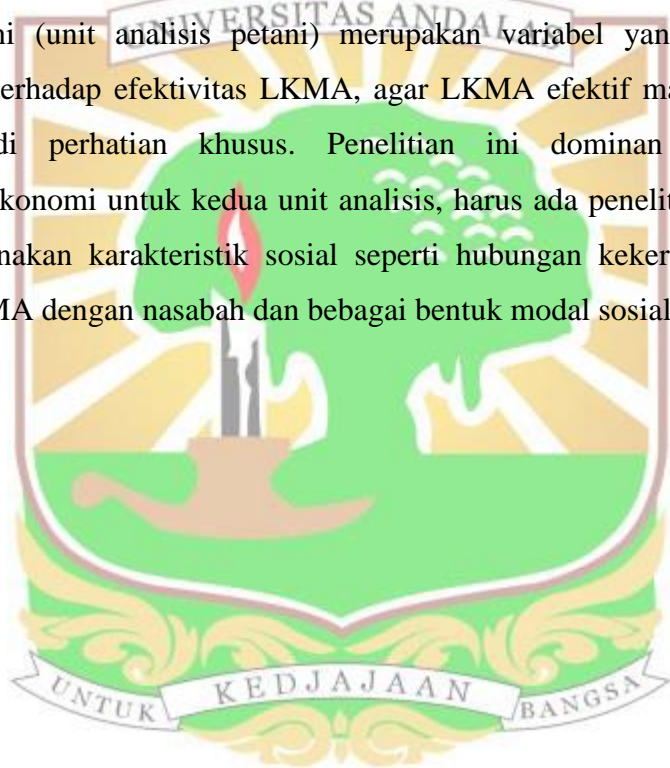 UNIVERSITAS ANDALAS
ni (unit analisis petani) merupakan variabel yan
erhadap efektivitas LKMA, agar LKMA efektif ma
di perhatian khusus. Penelitian ini dominan
konomi untuk kedua unit analisis, harus ada penelit
nakan karakteristik sosial seperti hubungan keker
MA dengan nasabah dan bebagai bentuk modal sosial
UNTUK KEDJAJAAN BANGSA